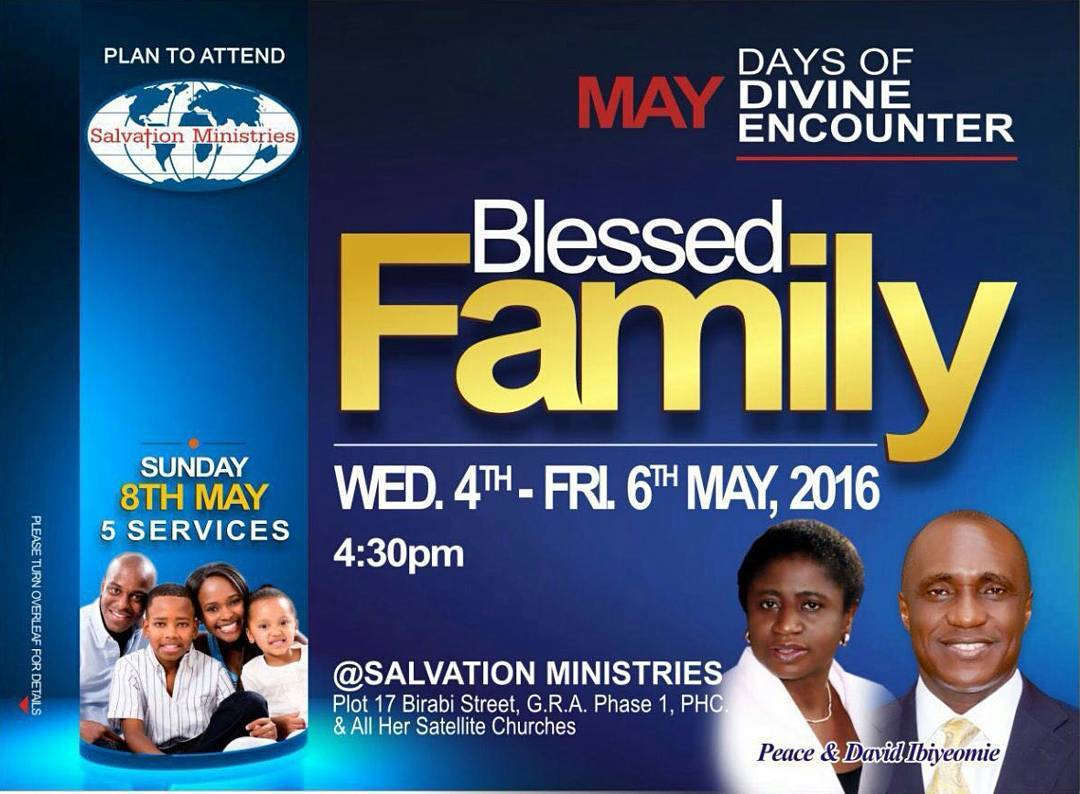 PLAN TO ATTEND
Salvation Ministries
SUNDAY
8TH MAY
5 SERVICES
PLEASE TURN OVERLEAF FOR DETAILS
MAY
DAYS OF
DIVINE
ENCOUNTER
Blessed
Family
WED. 4TH - FRI. 6TH MAY, 2016
4:30pm
@SALVATION MINISTRIES
Plot 17 Birabi Street, G.R.A. Phase 1, PHC.
& All Her Satellite Churches
Peace & David Ibiyeomie